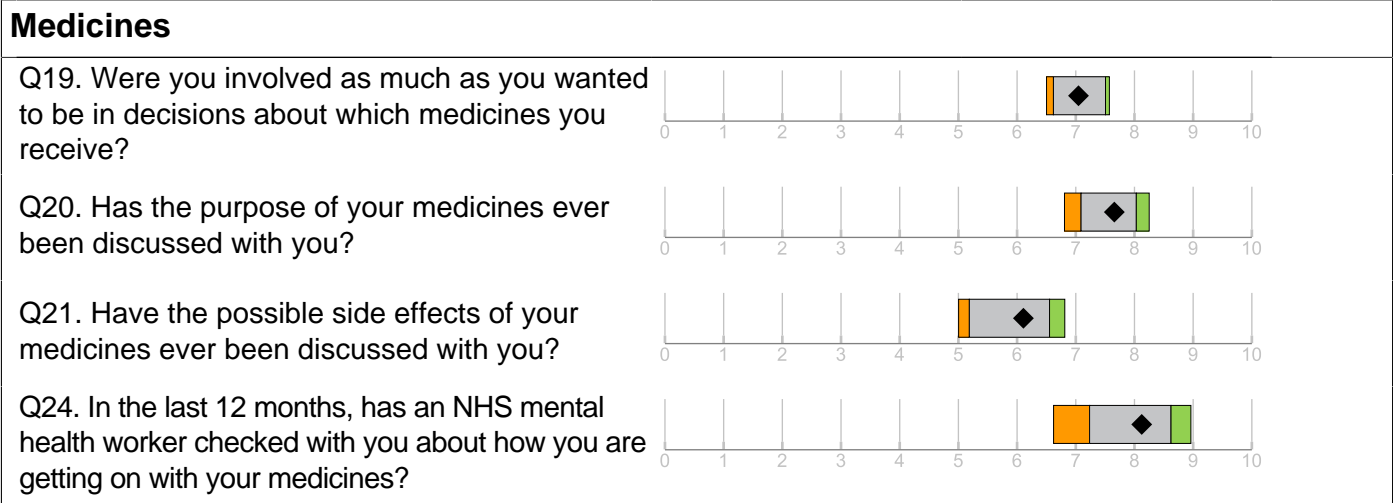 Medicines
Q19. Were you involved as much as you wanted
to be in decisions about which medicines you
receive?
0 1 2 3 4 5 6 7 8 9 10
Q20. Has the purpose of your medicines ever
been discussed with you?
0 1 2 3 4 5 6 7 8 9 10
Q21. Have the possible side effects of your
medicines ever been discussed with you?
0 1 2 3 4 5 6 7 8 9 10
Q24. In the last 12 months, has an NHS mental
health worker checked with you about how you are
getting on with your medicines?
0 1 2 3 4 5 6 7 8 9 10